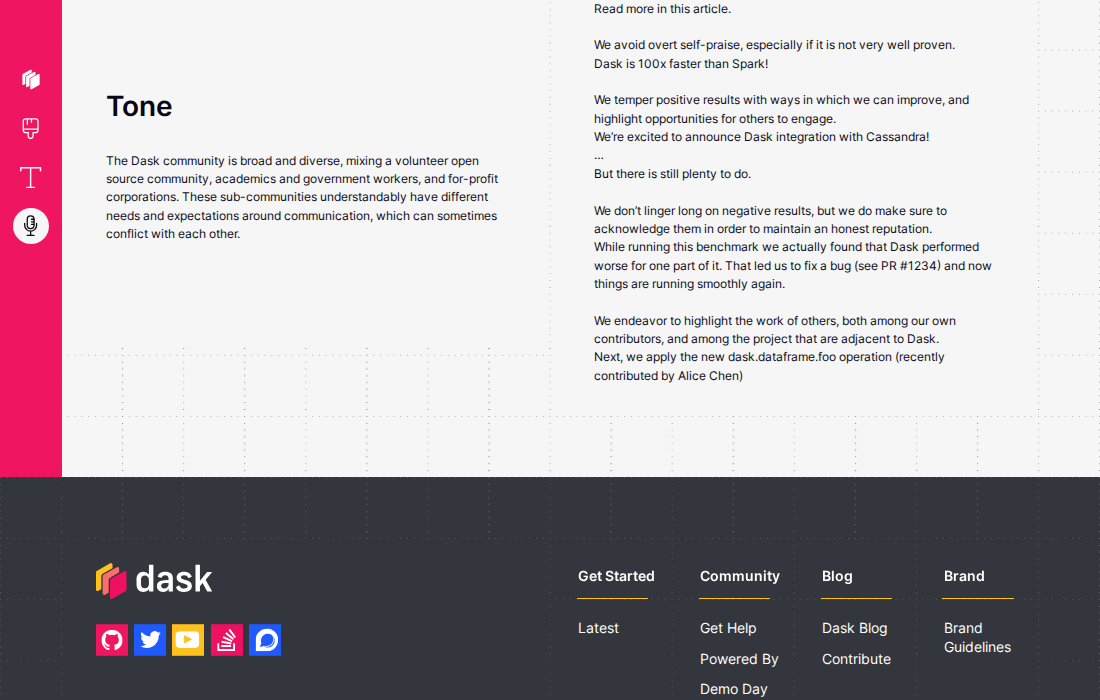 Tone
The Dask community is broad and diverse, mixing a volunteer open
source community, academics and government workers, and for-profit
corporations. These sub-communities understandably have different
needs and expectations around communication, which can sometimes
conflict with each other.
Read more in this article.
We avoid overt self-praise, especially if it is not very well proven.
Dask is 100x faster than Spark!
We temper positive results with ways in which we can improve, and
highlight opportunities for others to engage.
We’re excited to announce Dask integration with Cassandra!
...
But there is still plenty to do.
We don’t linger long on negative results, but we do make sure to
acknowledge them in order to maintain an honest reputation.
While running this benchmark we actually found that Dask performed
worse for one part of it. That led us to fix a bug (see PR #1234) and now
things are running smoothly again.
We endeavor to highlight the work of others, both among our own
contributors, and among the project that are adjacent to Dask.
Next, we apply the new dask.dataframe.foo operation (recently
contributed by Alice Chen)
dask
Get Started
Latest
Community
Get Help
Powered By
Demo Day
Blog
Dask Blog
Contribute
Brand
Brand
Guidelines